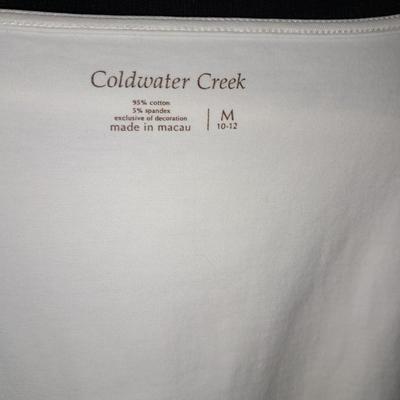 Coldwater Creek
95% cotton
5% spandex
exclusive of decoration
made in macau
M
10-12